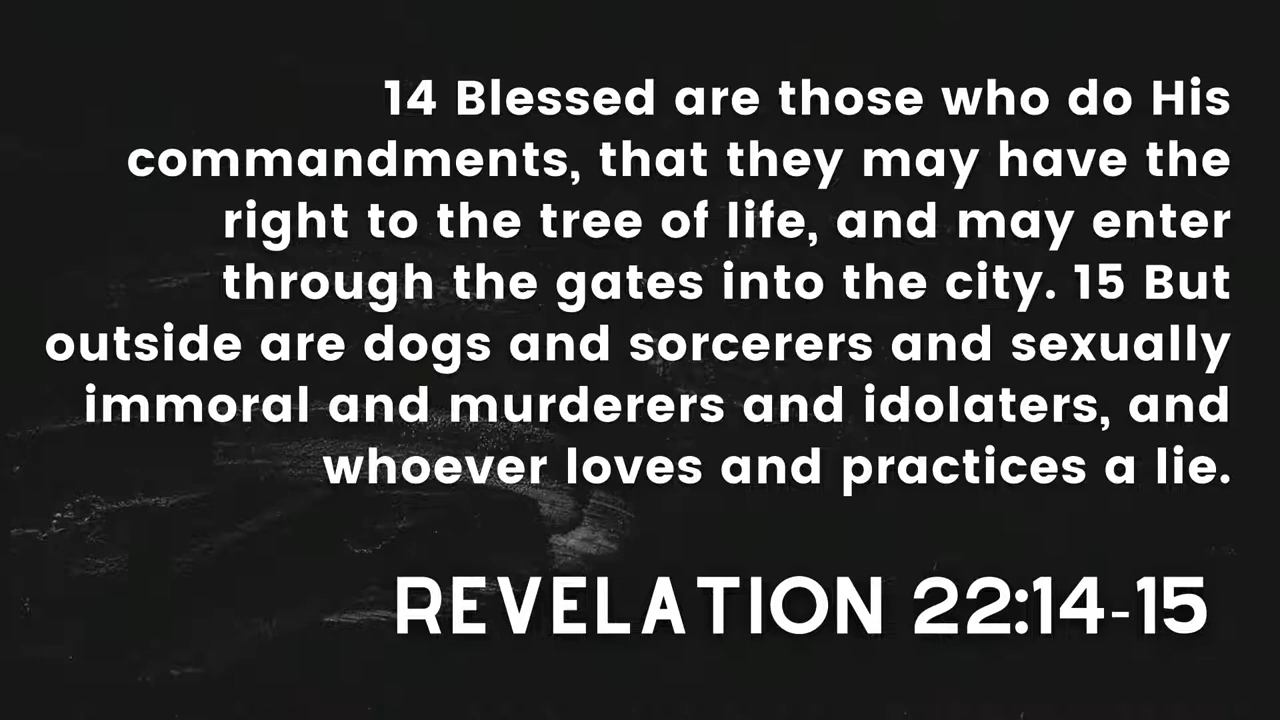 14 Blessed are those who do His
commandments, that they may have the
right to the tree of life, and may enter
through the gates into the city. 15 But
outside are dogs and sorcerers and sexually
immoral and murderers and idolaters, and
whoever loves and practices a lie.
REVELATION 22:14-15